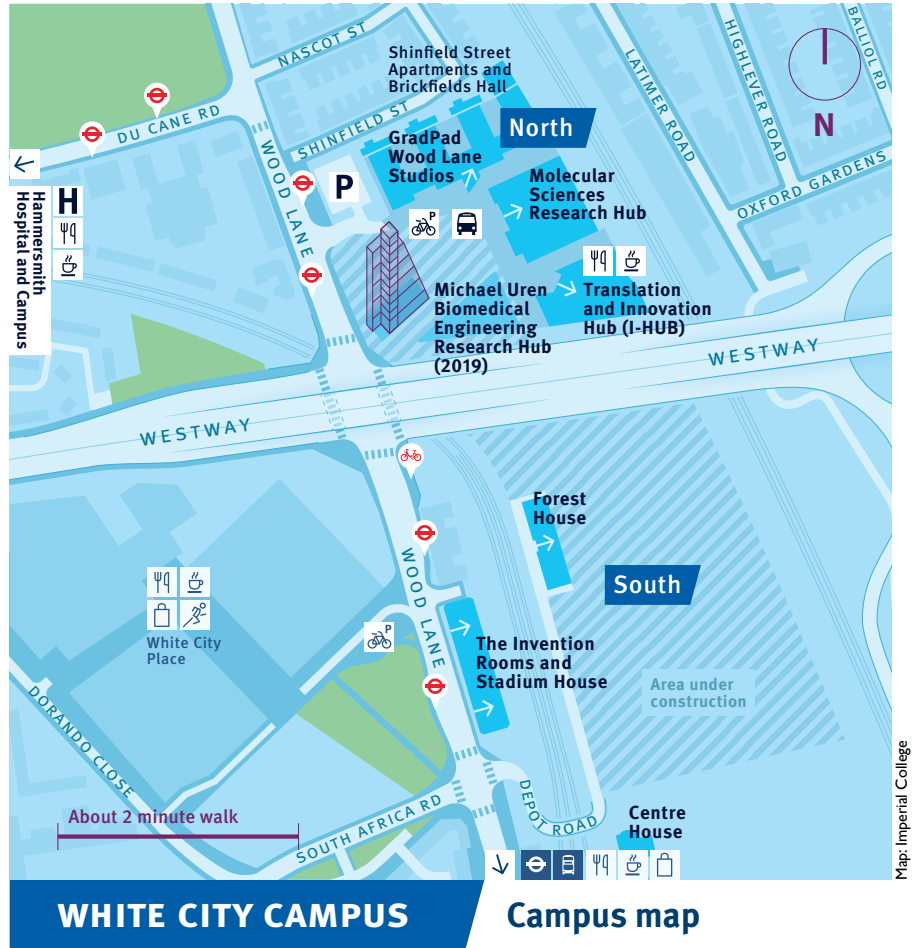 NASCOT ST
Shinfield Street
Apartments and
Brickfields Hall
BALLIOL RD
HIGHLEVER ROAD
LATIMER ROAD
N
DU CANE RD
SHINFIELD ST
North
GradPad
Wood Lane
Studios
WOOD LANE
P
Molecular
Sciences
Research Hub
OXFORD GARDENS
H
Hammersmith
Hospital and Campus
P
Michael Uren
Biomedical
Engineering
Research Hub
(2019)
Translation
and Innovation
Hub (I-HUB)
WESTWAY
WESTWAY
Forest
House
South
WOOD LANE
White City
Place
P
The Invention
Rooms and
Stadium House
Area under
construction
DORANDO CLOSE
About 2 minute walk
SOUTH AFRICA RD
DEPOT ROAD
Centre
House
Map: Imperial College
WHITE CITY CAMPUS
Campus map